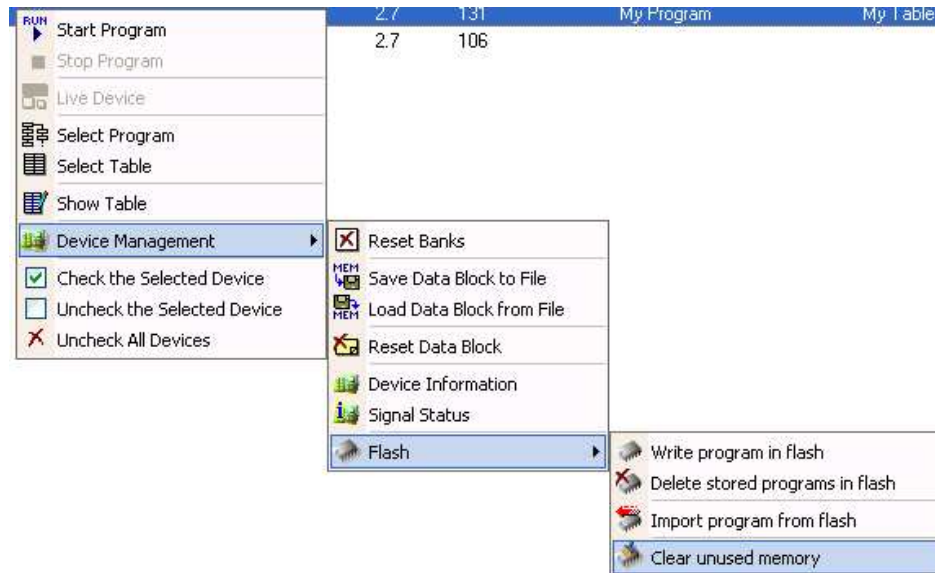 2.7 131 My Program My Table
RUN
Start Program
2.7 106
Stop Program
Live Device
Select Program
Select Table
Show Table
Device Management
Reset Banks
Check the Selected Device
MEM
Save Data Block to File
Uncheck the Selected Device
Load Data Block from File
MEM
Uncheck All Devices
Reset Data Block
Device Information
Signal Status
Flash
Write program in flash
Delete stored programs in flash
Import program from flash
Clear unused memory